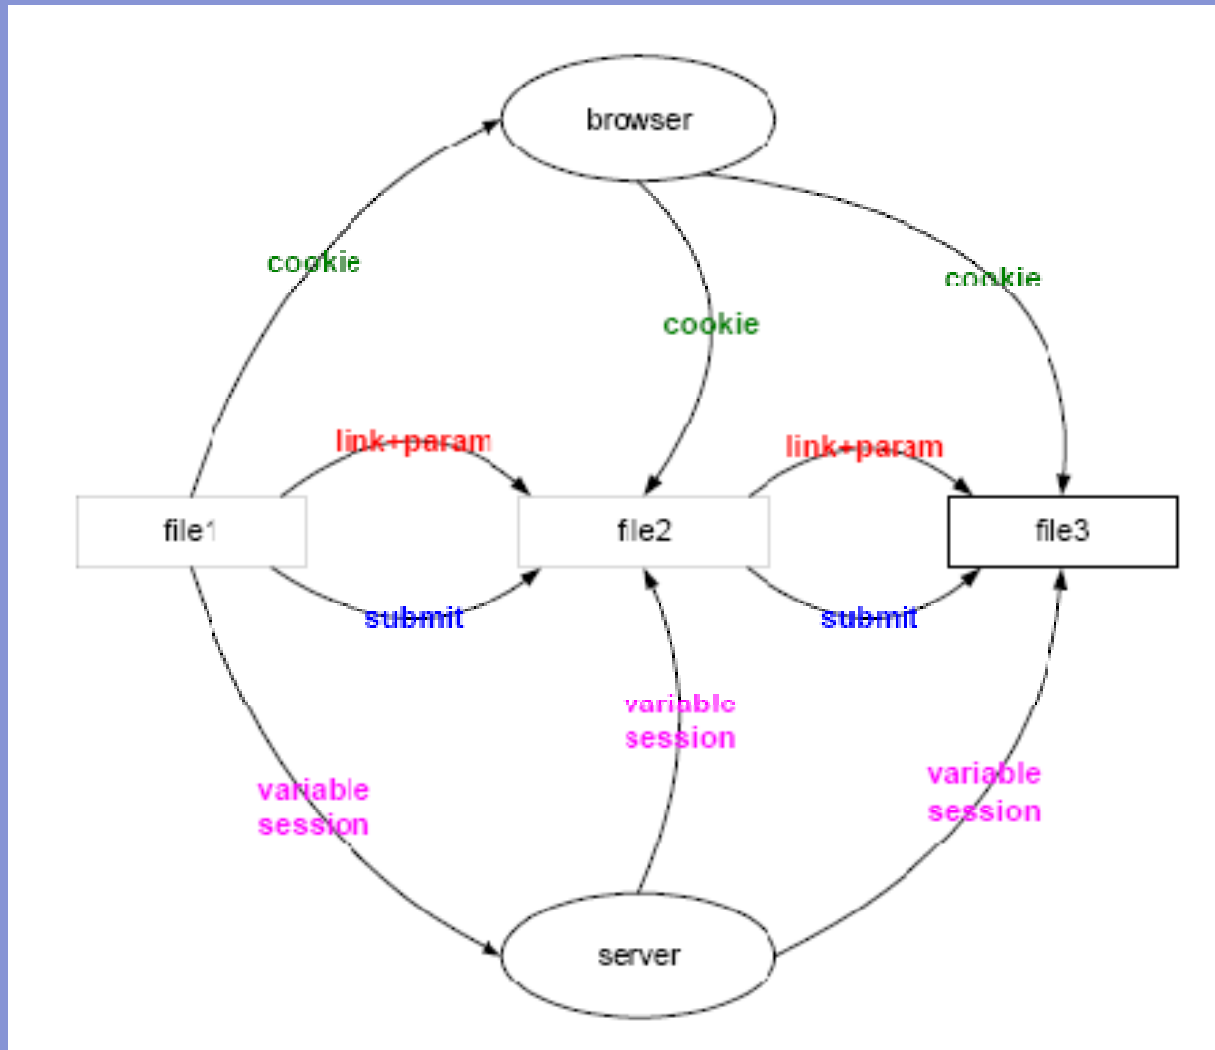 browser
cookie
cookie
cookie
link+param
link+param
file1
file2
file3
submit
submit
variable
session
variable
session
variable
session
server